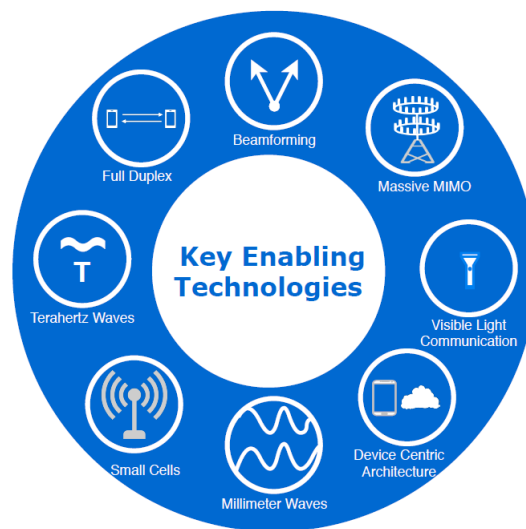 Beamforming
Full Duplex
Massive MIMO
Key Enabling
Technologies
T
Terahertz Waves
Visible Light
Communication
Small Cells
Device Centric
Architecture
Millimeter Waves